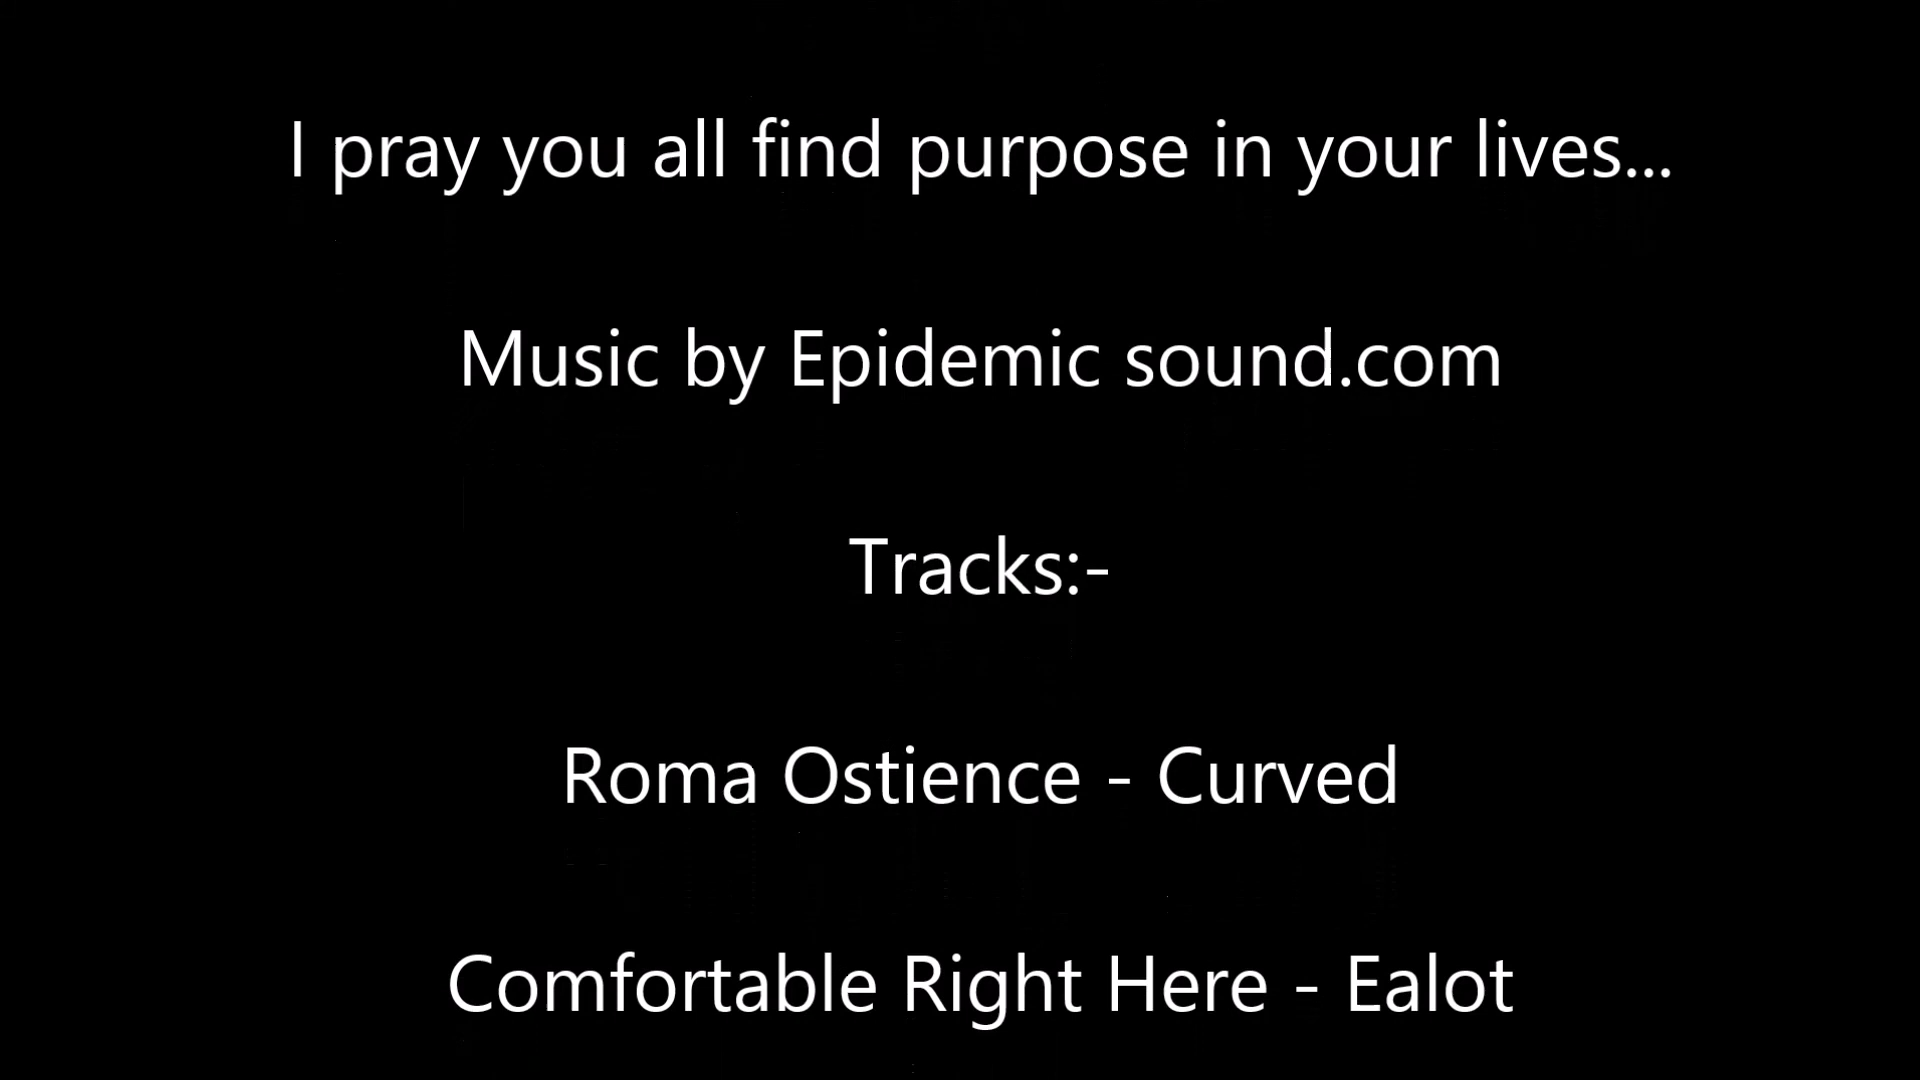 I pray you all find purpose in your lives...
Music by Epidemic sound.com
Tracks:-
Roma Ostience - Curved
Comfortable Right Here - Ealot